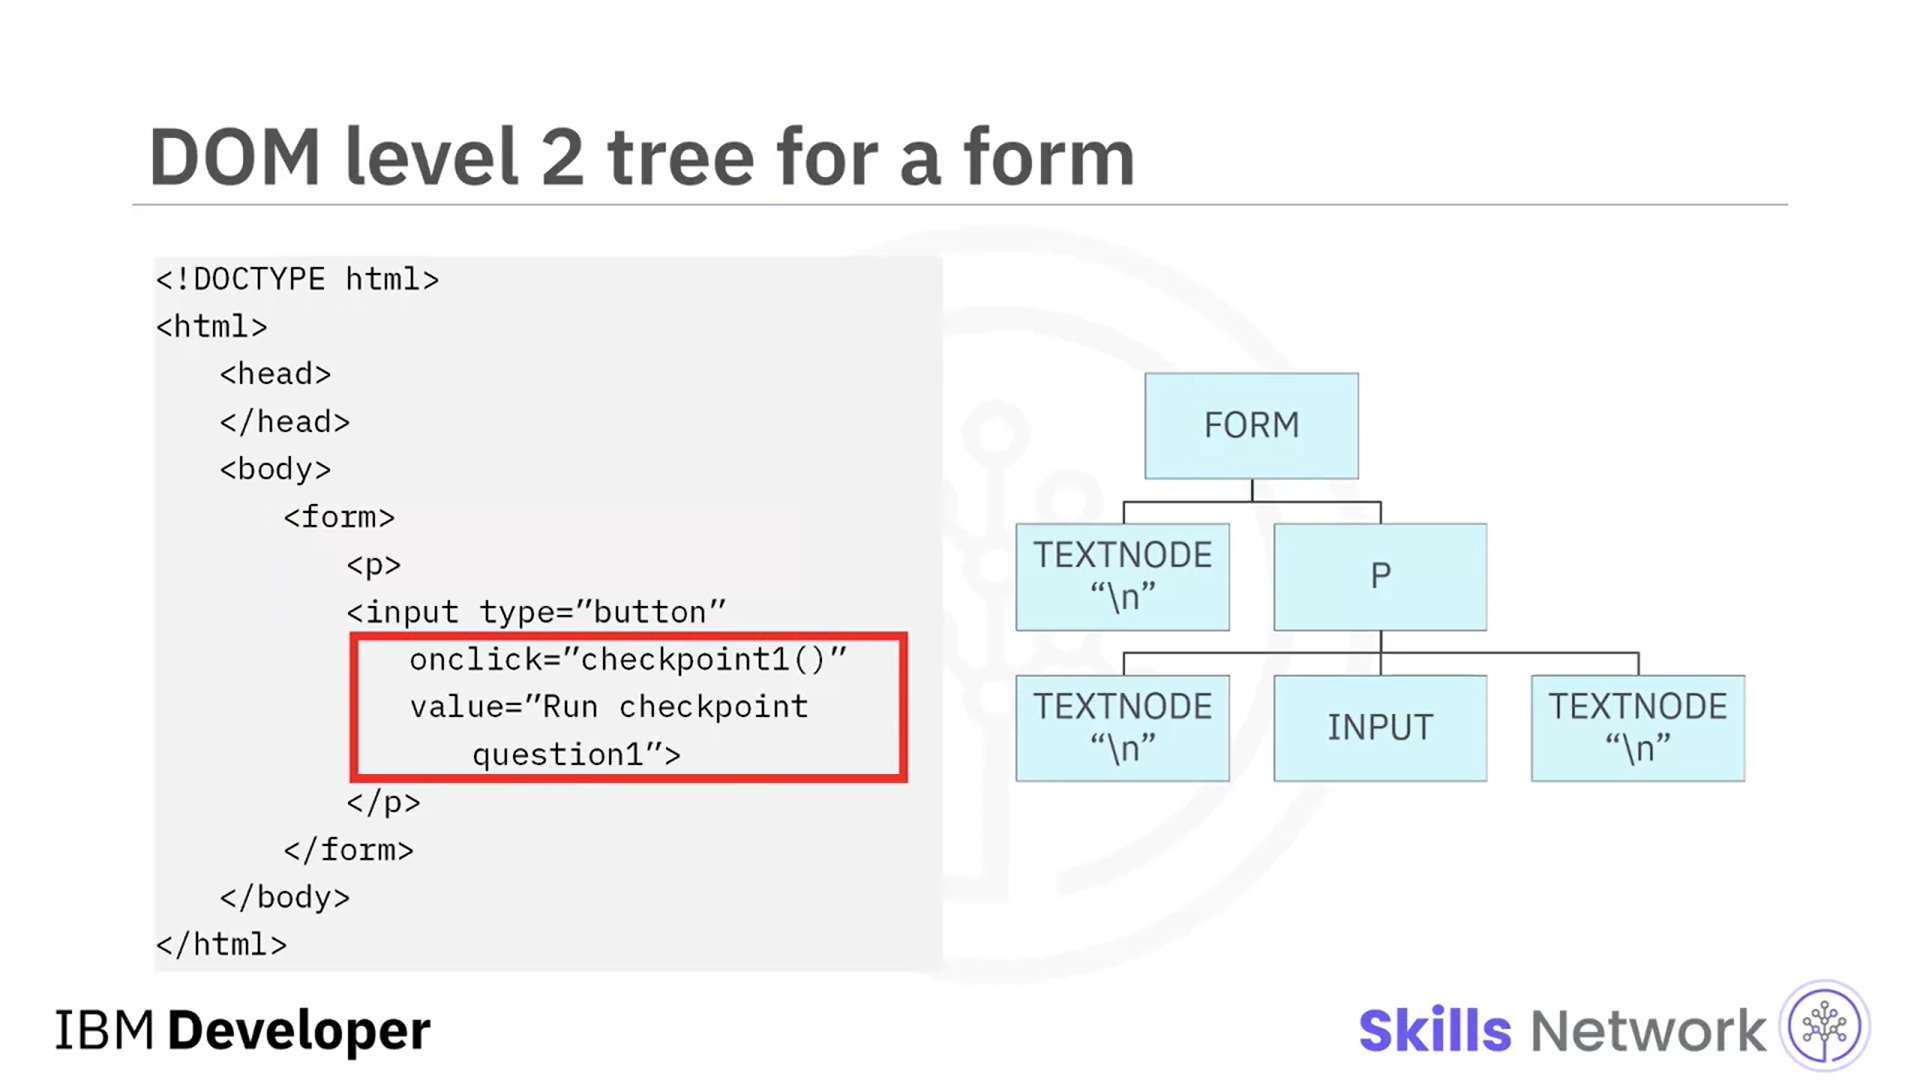 DOM level 2 tree for a form
<!DOCTYPE html>
<html>
<head>
</head>
<body>
<form>
<p>
<input type=”button”
onclick=”checkpoint1()”
value=”Run checkpoint
question1”>
</p>
</form>
</body>
</html>
FORM
TEXTNODE
“\n”
P
TEXTNODE
“\n”
INPUT
TEXTNODE
“\n”
IBM Developer
Skills Network